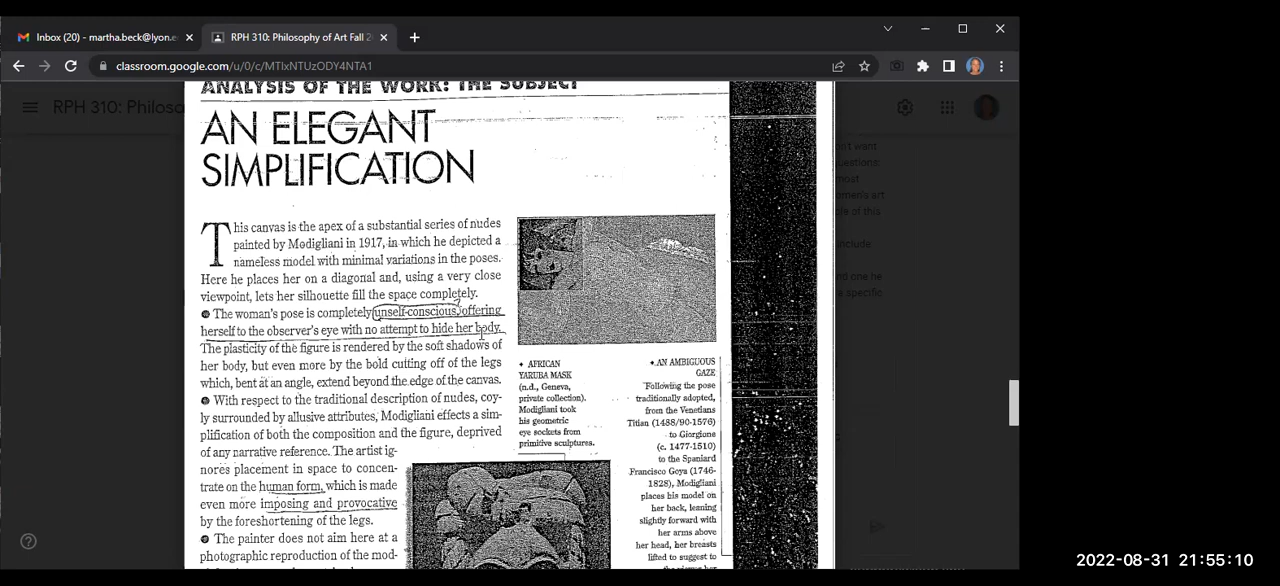 Inbox (20) - martha.beck@lyon.e
RPH 310: Philosophy of Art Fall 2
classroom.google.com/u/0/c/MTIxNTUzODY4NTA1
RPH 310: Philoso
ANALYSIS OF THE WORK: THE SUBJECT
AN ELEGANT
SIMPLIFICATION
This canvas is the apex of a substantial series of nudes
painted by Modigliani in 1917, in which he depicted a
nameless model with minimal variations in the poses.
Here he places her on a diagonal and, using a very close
viewpoint, lets her silhouette fill the space completely.
The woman's pose is completely unself-conscious, offering
herself to the observer's eye with no attempt to hide her body.
The plasticity of the figure is rendered by the soft shadows of
her body, but even more by the bold cutting off of the legs
which, bent at an angle, extend beyond the edge of the canvas.
With respect to the traditional description of nudes, coy-
ly surrounded by allusive attributes, Modigliani effects a sim-
plification of both the composition and the figure, deprived
of any narrative reference. The artist ig-
nores placement in space to concen-
trate on the human form, which is made
even more imposing and provocative
by the foreshortening of the legs.
The painter does not aim here at a
photographic reproduction of the mod-
AFRICAN
YARUBA MASK
(n.d., Geneva,
private collection).
Modigliani took
his geometric
eye sockets from
primitive sculptures.
AN AMBIGUOUS
GAZE
Following the pose
traditionally adopted,
from the Venetians
Titian (1488/90-1576)
to Giorgione
(c. 1477-1510)
to the Spaniard
Francisco Goya (1746-
1828), Modigliani
places his model on
her back, leaning
slightly forward with
her arms above
her head, her breasts
lifted to suggest to
on't want
questions:
most
men's art
le of this
include
nd one he
a specific
2022-08-31 21:55:10